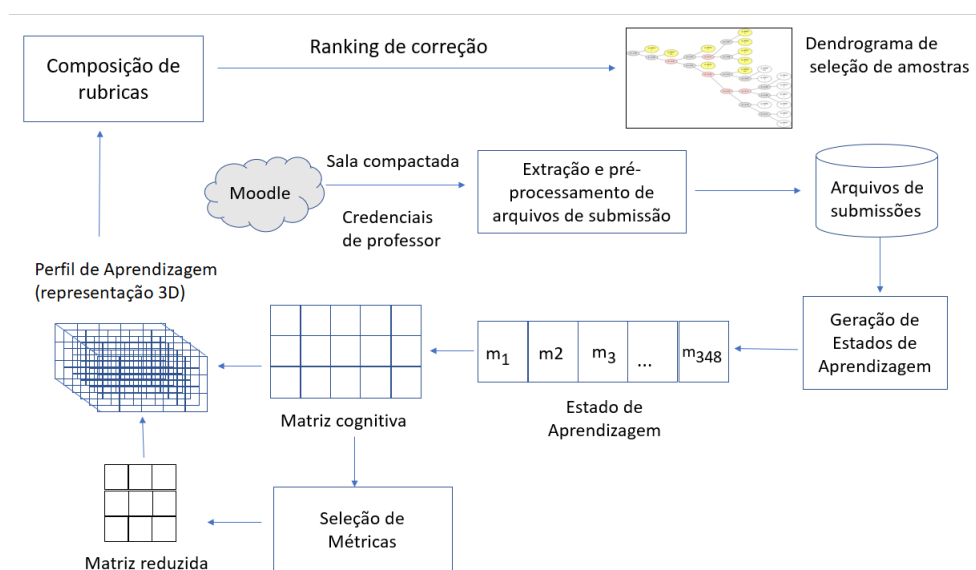 Composição de
rubricas
Ranking de correção
Dendrograma de
seleção de amostras
Moodle
Sala compactada
Credenciais
de professor
Extração e pré-
processamento de
arquivos de submissão
Arquivos de
submissões
Perfil de Aprendizagem
(representação 3D)
Matriz cognitiva
m1
m2
m3
...
m348
Estado de
Aprendizagem
Geração de
Estados de
Aprendizagem
Matriz reduzida
Seleção de
Métricas